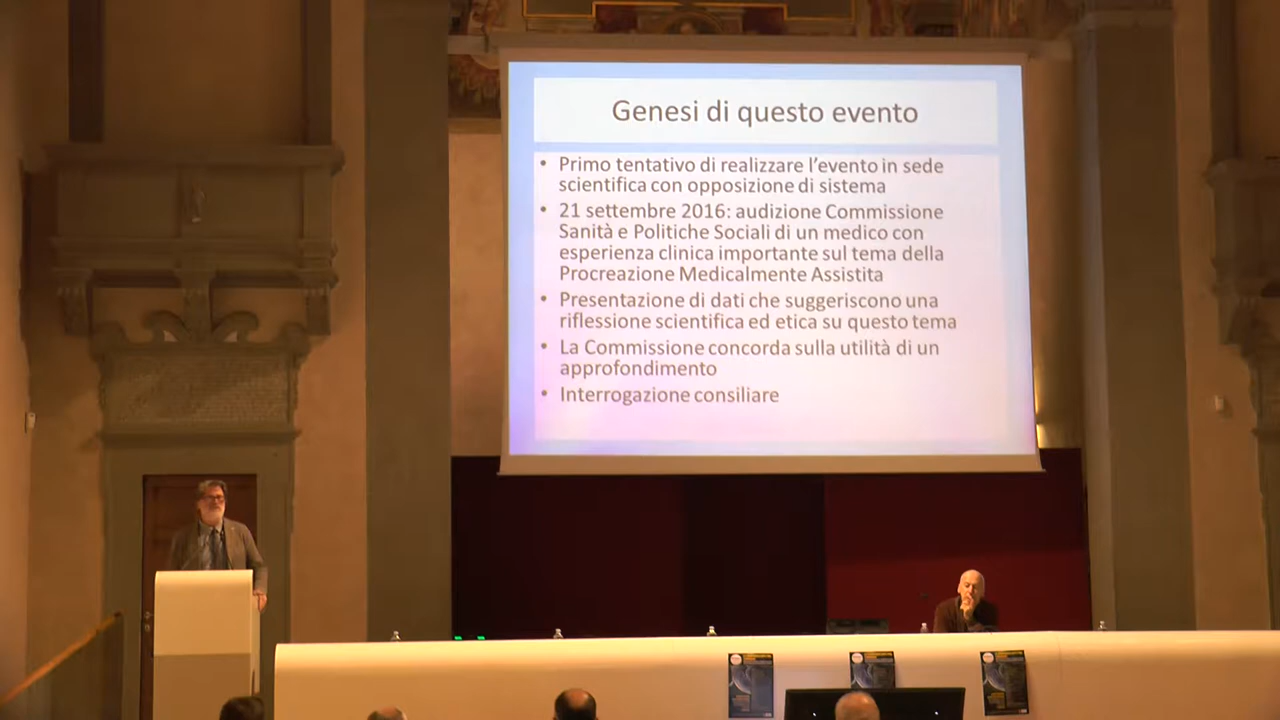 Genesi di questo evento
• Primo tentativo di realizzare l'evento in sede
scientifica con opposizione di sistema
• 21 settembre 2016: audizione Commissione
Sanità e Politiche Sociali di un medico con
esperienza clinica importante sul tema della
Procreazione Medicalmente Assistita
• Presentazione di dati che suggeriscono una
riflessione scientifica ed etica su questo tema
• La Commissione concorda sulla utilità di un
approfondimento
• Interrogazione consiliare